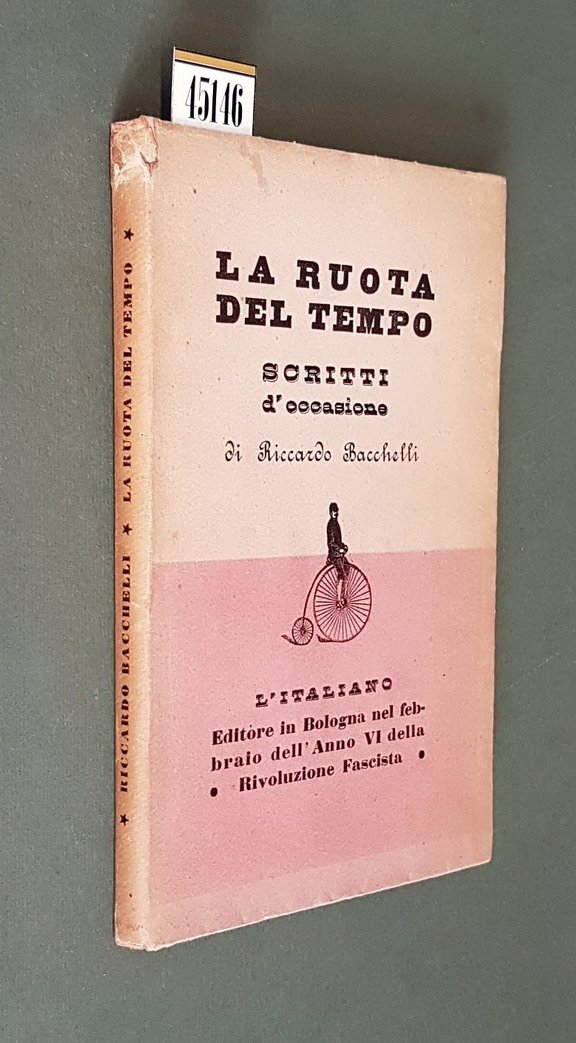 45146
LA RUOTA
DEL TEMPO
SCRITTI
d'occasione
di Riccardo Bacchelli
L'ITALIANO
Editore in Bologna nel feb-
braio dell'Anno VI della
• Rivoluzione Fascista •
★ RICCARDO BACCHELLI ★ LA RUOTA DEL TEMPO ★